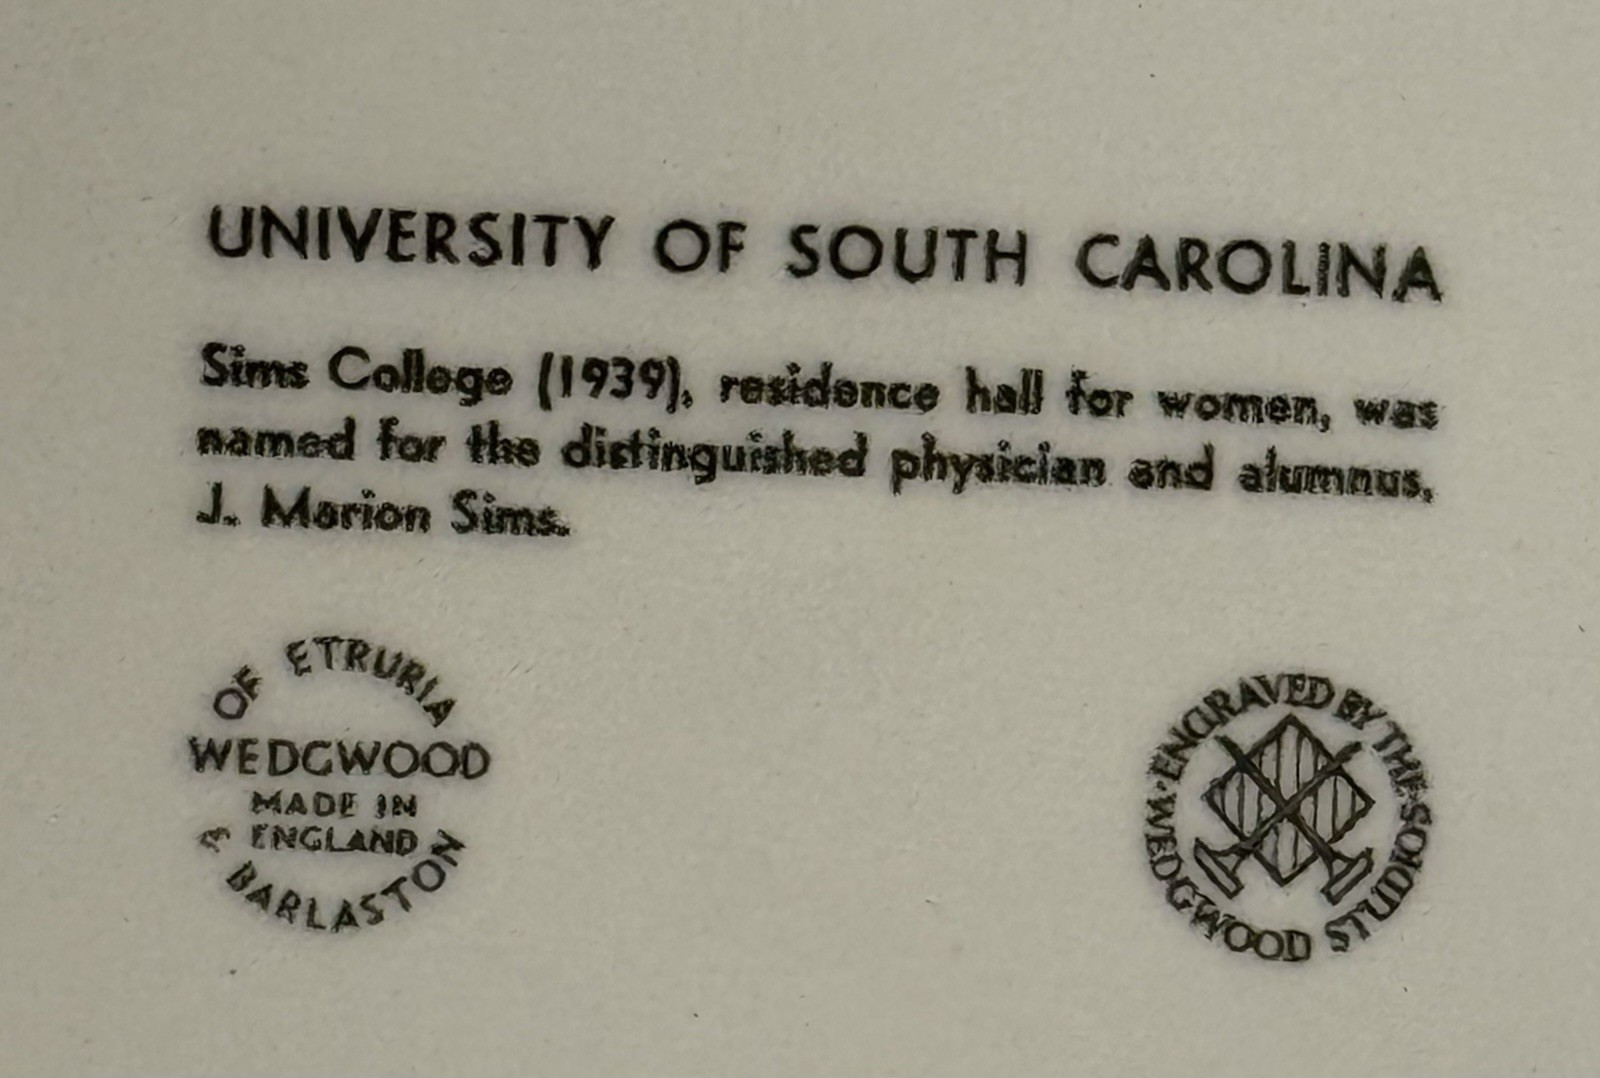 UNIVERSITY OF SOUTH CAROLINA
Sims College (1939), residence hall for women, was
named for the distinguished physician and alumnus,
J. Marion Sims.
OF ETRURIA
WEDGWOOD
MADE IN
ENGLAND
& BARLASTON
ENGRAVED BY THE STUDIOS · WEDGWOOD ·